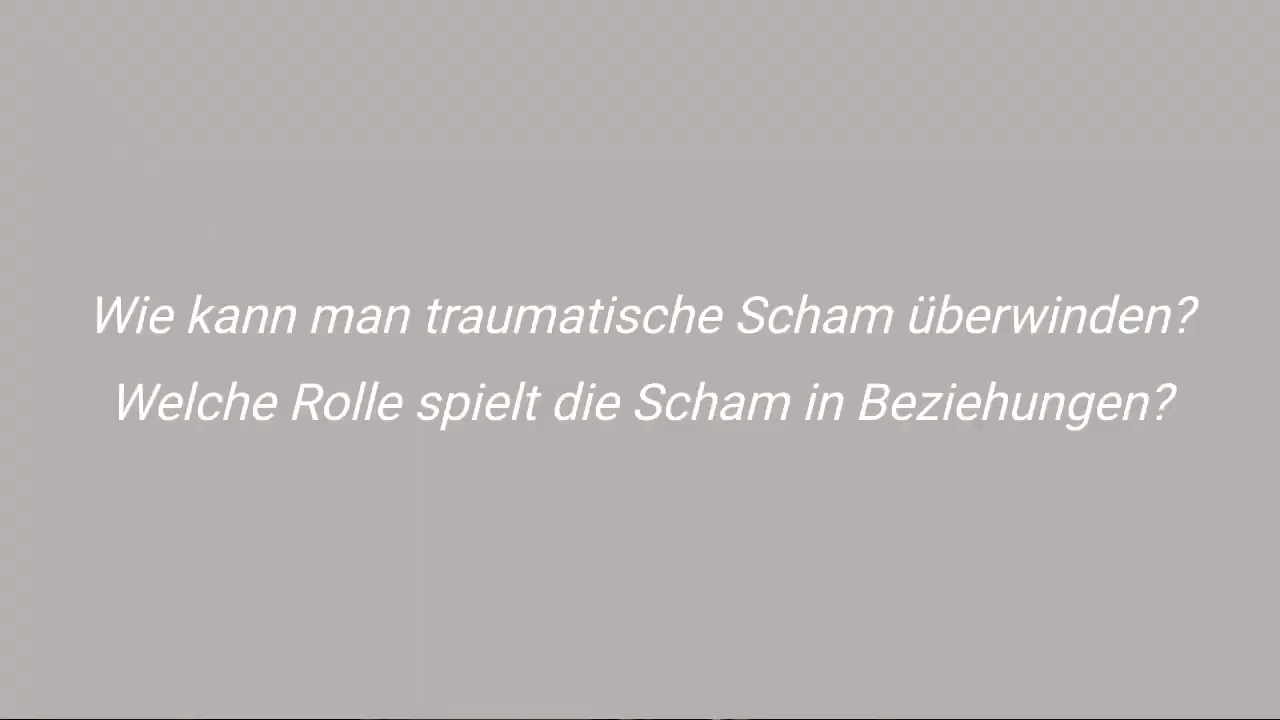 Wie kann man traumatische Scham überwinden?
Welche Rolle spielt die Scham in Beziehungen?